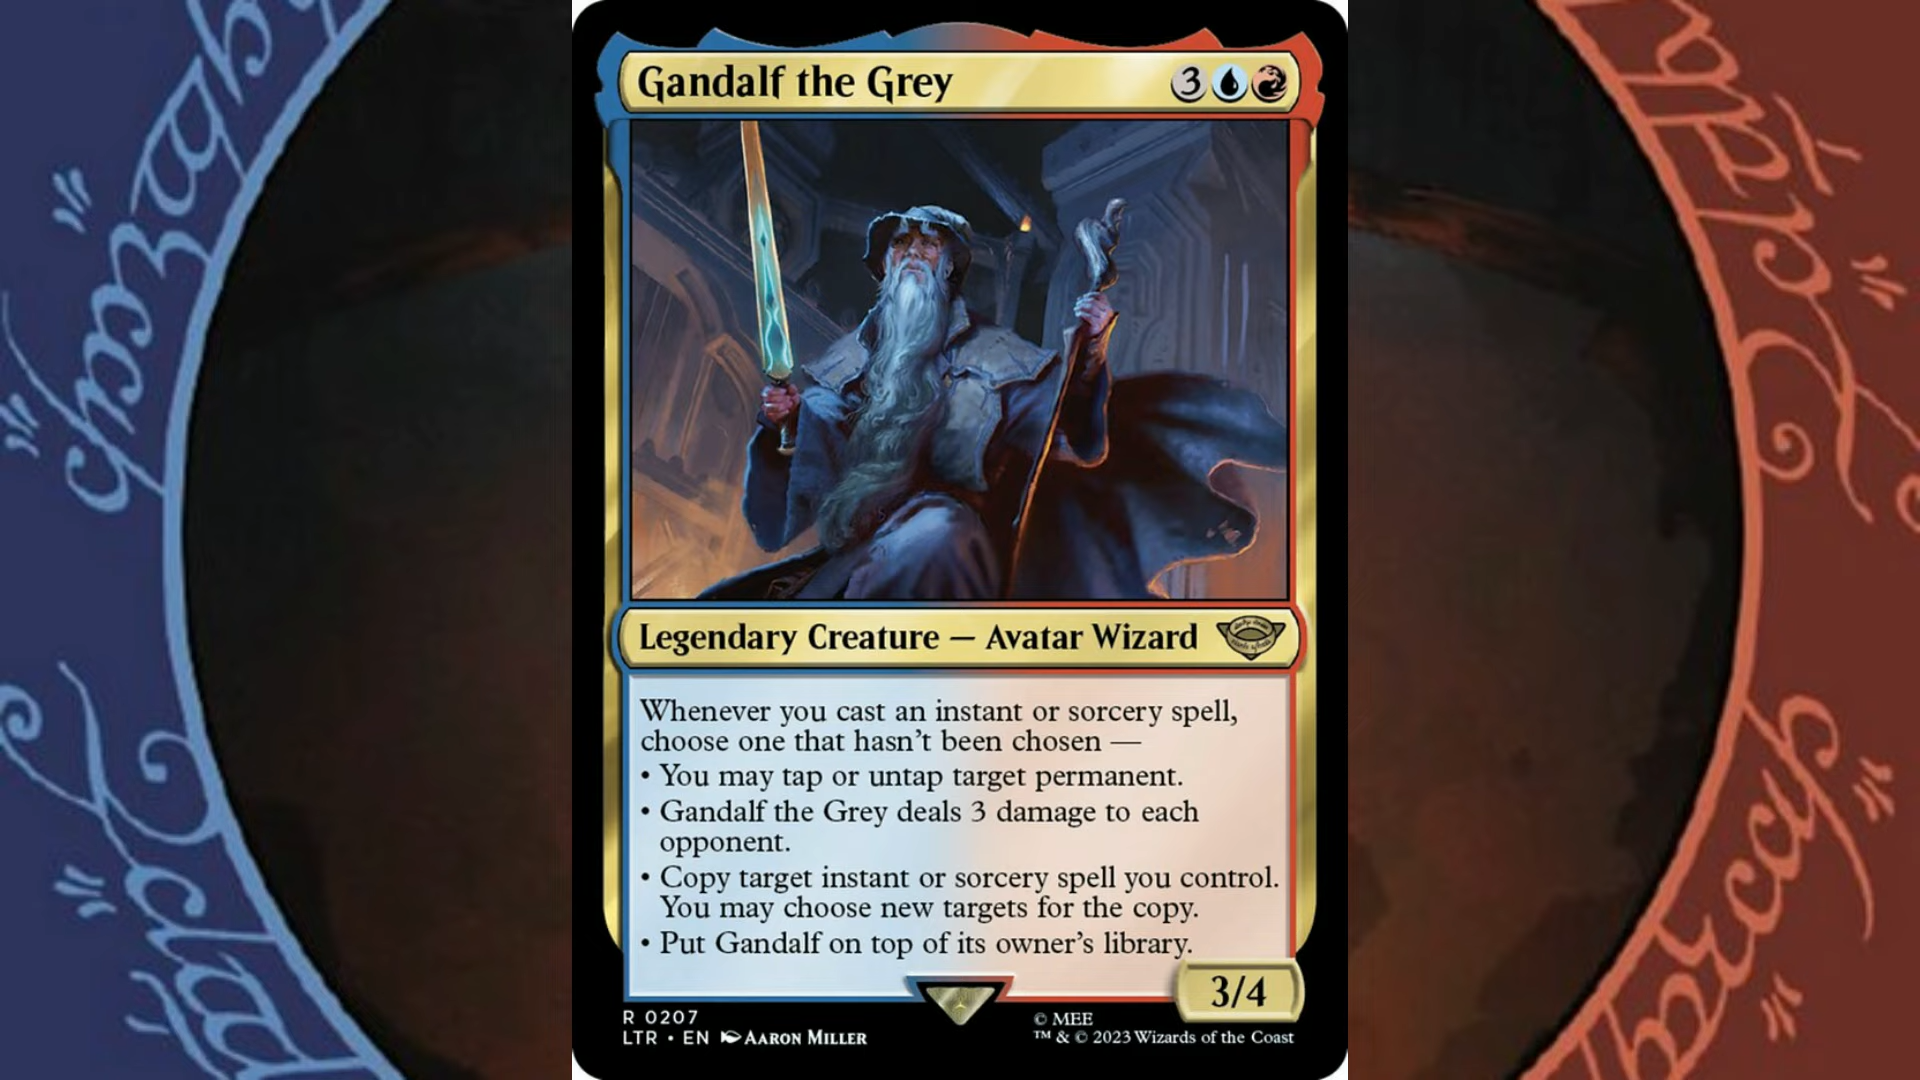 Gandalf the Grey 3
Legendary Creature — Avatar Wizard
Whenever you cast an instant or sorcery spell,
choose one that hasn't been chosen —
• You may tap or untap target permanent.
• Gandalf the Grey deals 3 damage to each
opponent.
• Copy target instant or sorcery spell you control.
You may choose new targets for the copy.
• Put Gandalf on top of its owner's library.
3/4
R 0207
LTR • EN AARON MILLER
© MEE
™ & © 2023 Wizards of the Coast